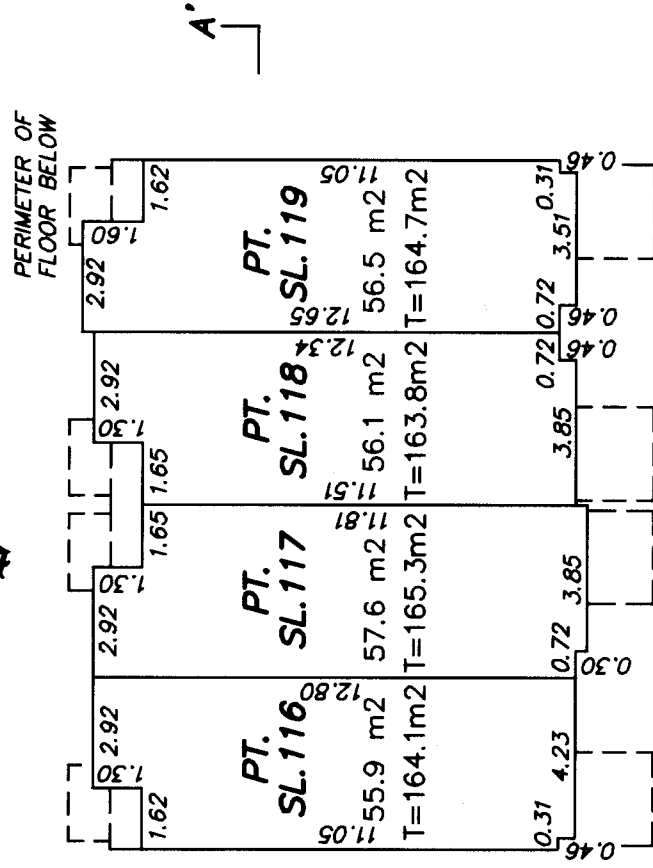 A'
PERIMETER OF
FLOOR BELOW
2.92
1.60
1.62
11.05
PT.
SL.119
56.5 m2
T=164.7m2
12.65
0.72
3.51
0.31
0.46
0.46
2.92
1.30
1.65
12.34
PT.
SL.118
56.1 m2
T=163.8m2
11.51
0.72
0.46
3.85
1.65
1.30
2.92
11.81
PT.
SL.117
57.6 m2
T=165.3m2
3.85
0.72
0.30
2.92
1.30
1.62
12.80
PT.
SL.116
55.9 m2
T=164.1m2
11.05
0.31
4.23
0.46